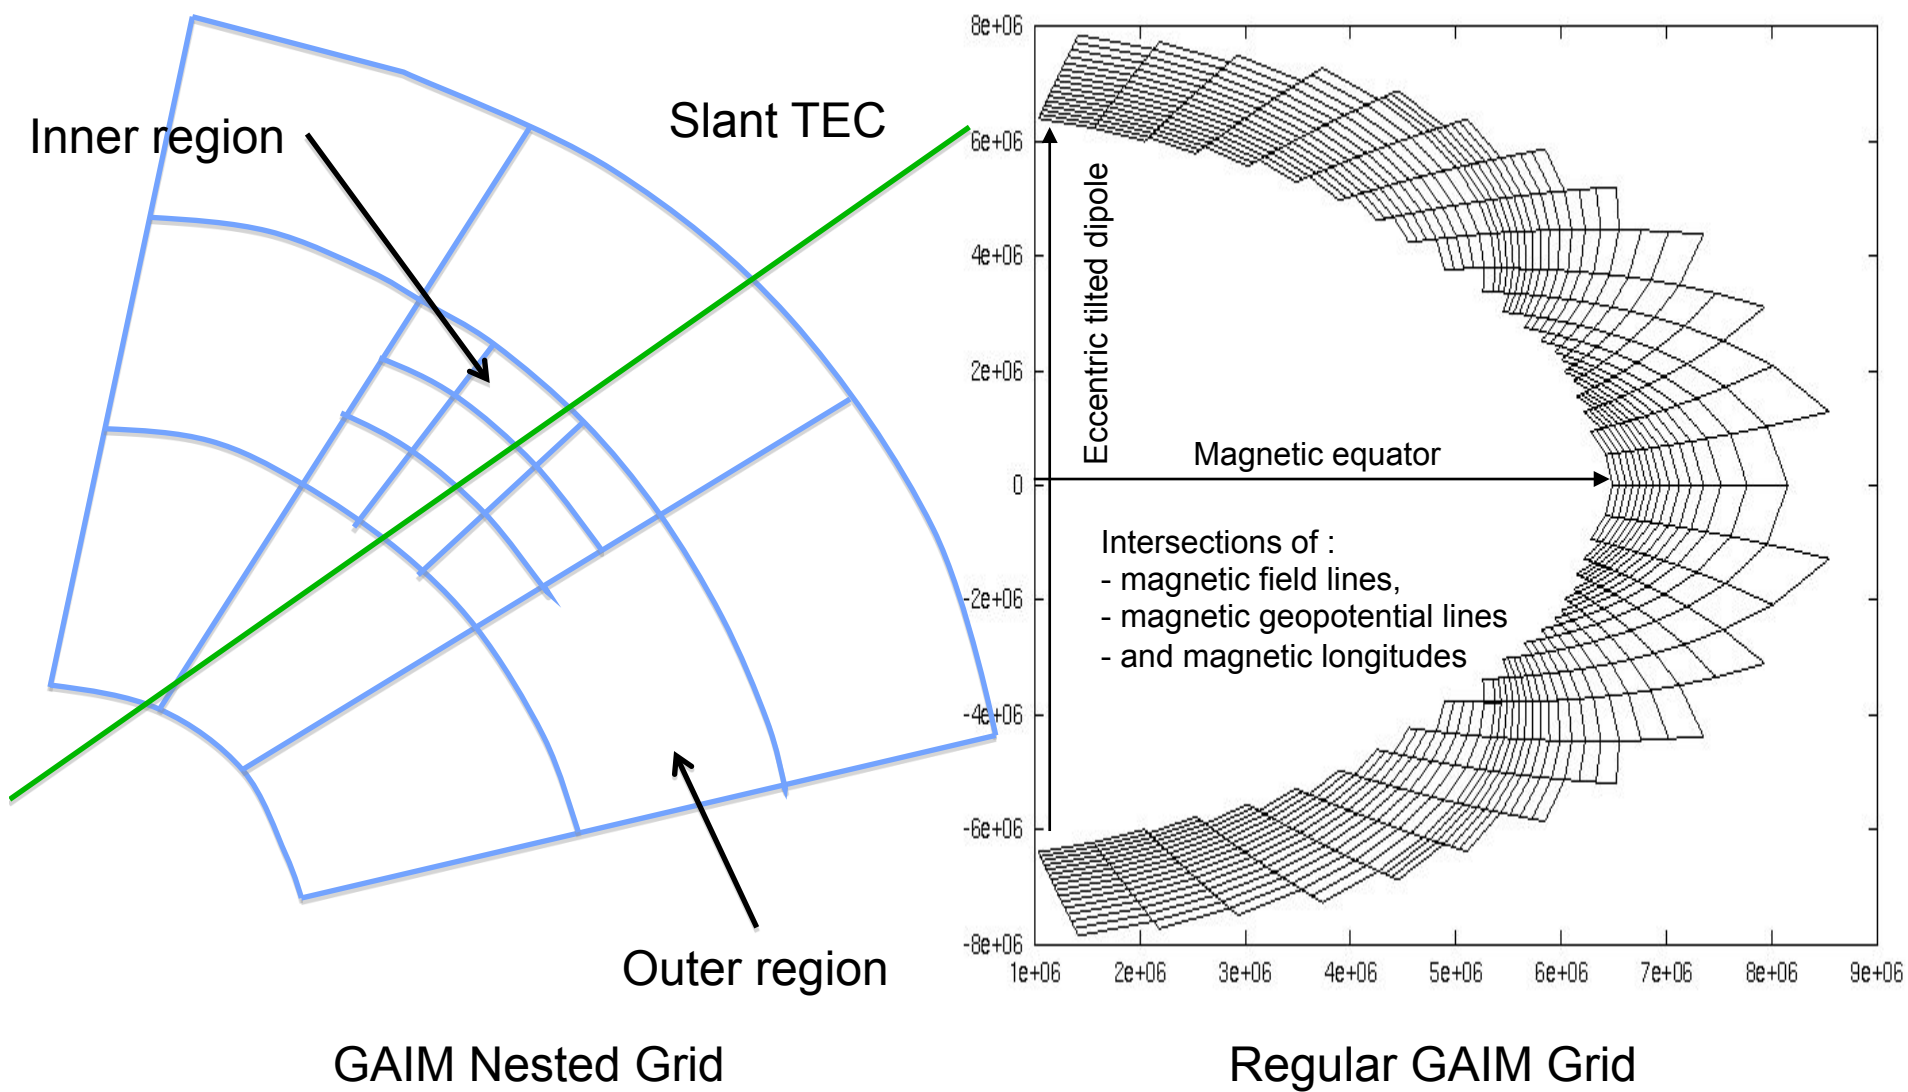 Inner region
Slant TEC
Outer region
GAIM Nested Grid
8e+06
6e+06
4e+06
2e+06
0
-2e+06
-4e+06
-6e+06
-8e+06
1e+06 2e+06 3e+06 4e+06 5e+06 6e+06 7e+06 8e+06 9e+06
Eccentric tilted dipole
Magnetic equator
Intersections of :
- magnetic field lines,
- magnetic geopotential lines
- and magnetic longitudes
Regular GAIM Grid